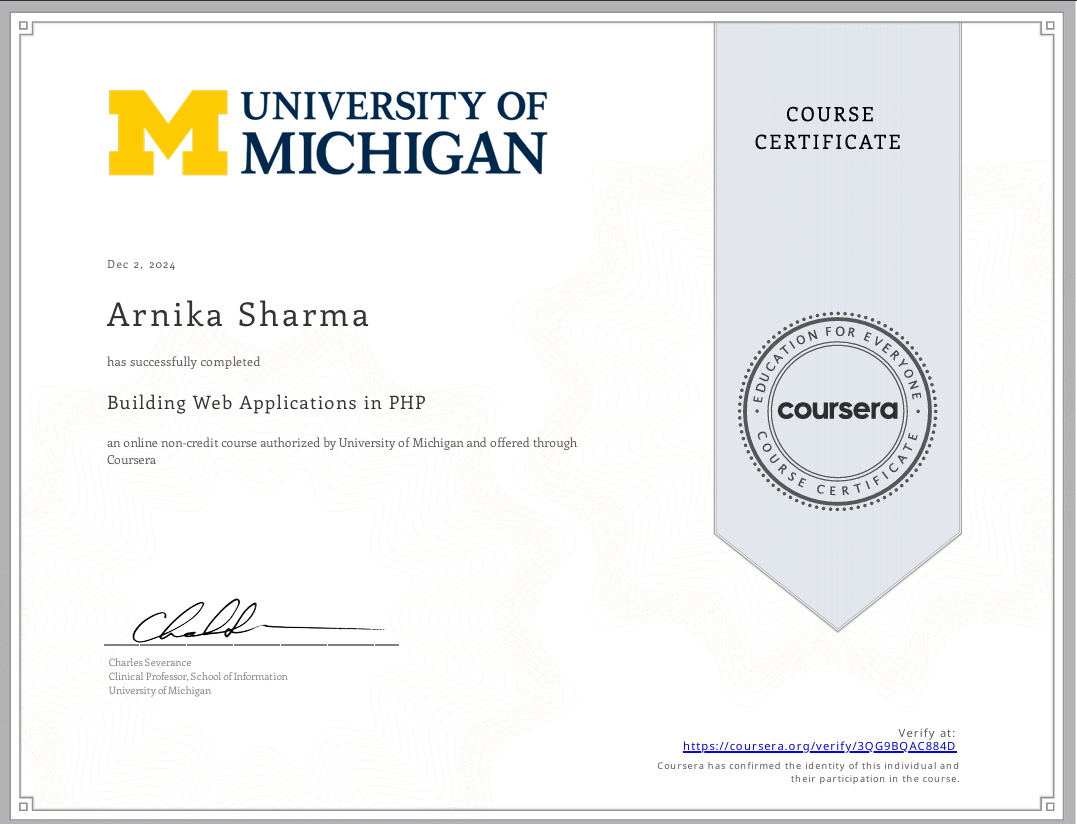 UNIVERSITY OF
MICHIGAN
COURSE
CERTIFICATE
Dec 2, 2024
Arnika Sharma
has successfully completed
Building Web Applications in PHP
an online non-credit course authorized by University of Michigan and offered through
Coursera
EDUCATION FOR EVERYONE
coursera
COURSE CERTIFICATE
Charles Severance
Clinical Professor, School of Information
University of Michigan
Verify at:
https://coursera.org/verify/3QG9BQAC884D
Coursera has confirmed the identity of this individual and
their participation in the course.